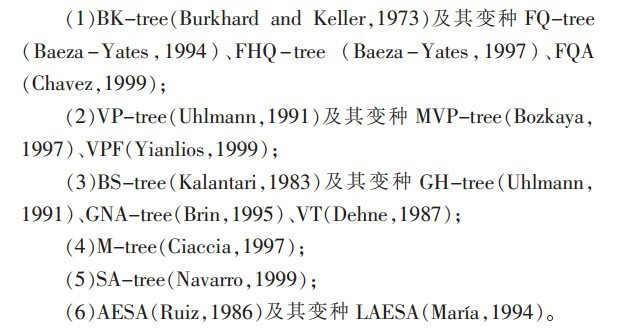 (1)BK-tree(Burkhard and Keller,1973)及其变种 FQ-tree
(Baeza-Yates,1994)、FHQ-tree (Baeza-Yates,1997)、FQA
(Chavez,1999);
(2)VP-tree(Uhlmann,1991)及其变种 MVP-tree(Bozkaya,
1997)、VPF(Yianlios,1999);
(3)BS-tree(Kalantari,1983)及其变种 GH-tree(Uhlmann,
1991)、GNA-tree(Brin,1995)、VT(Dehne,1987);
(4)M-tree(Ciaccia,1997);
(5)SA-tree(Navarro,1999);
(6)AESA(Ruiz,1986)及其变种 LAESA(María,1994)。